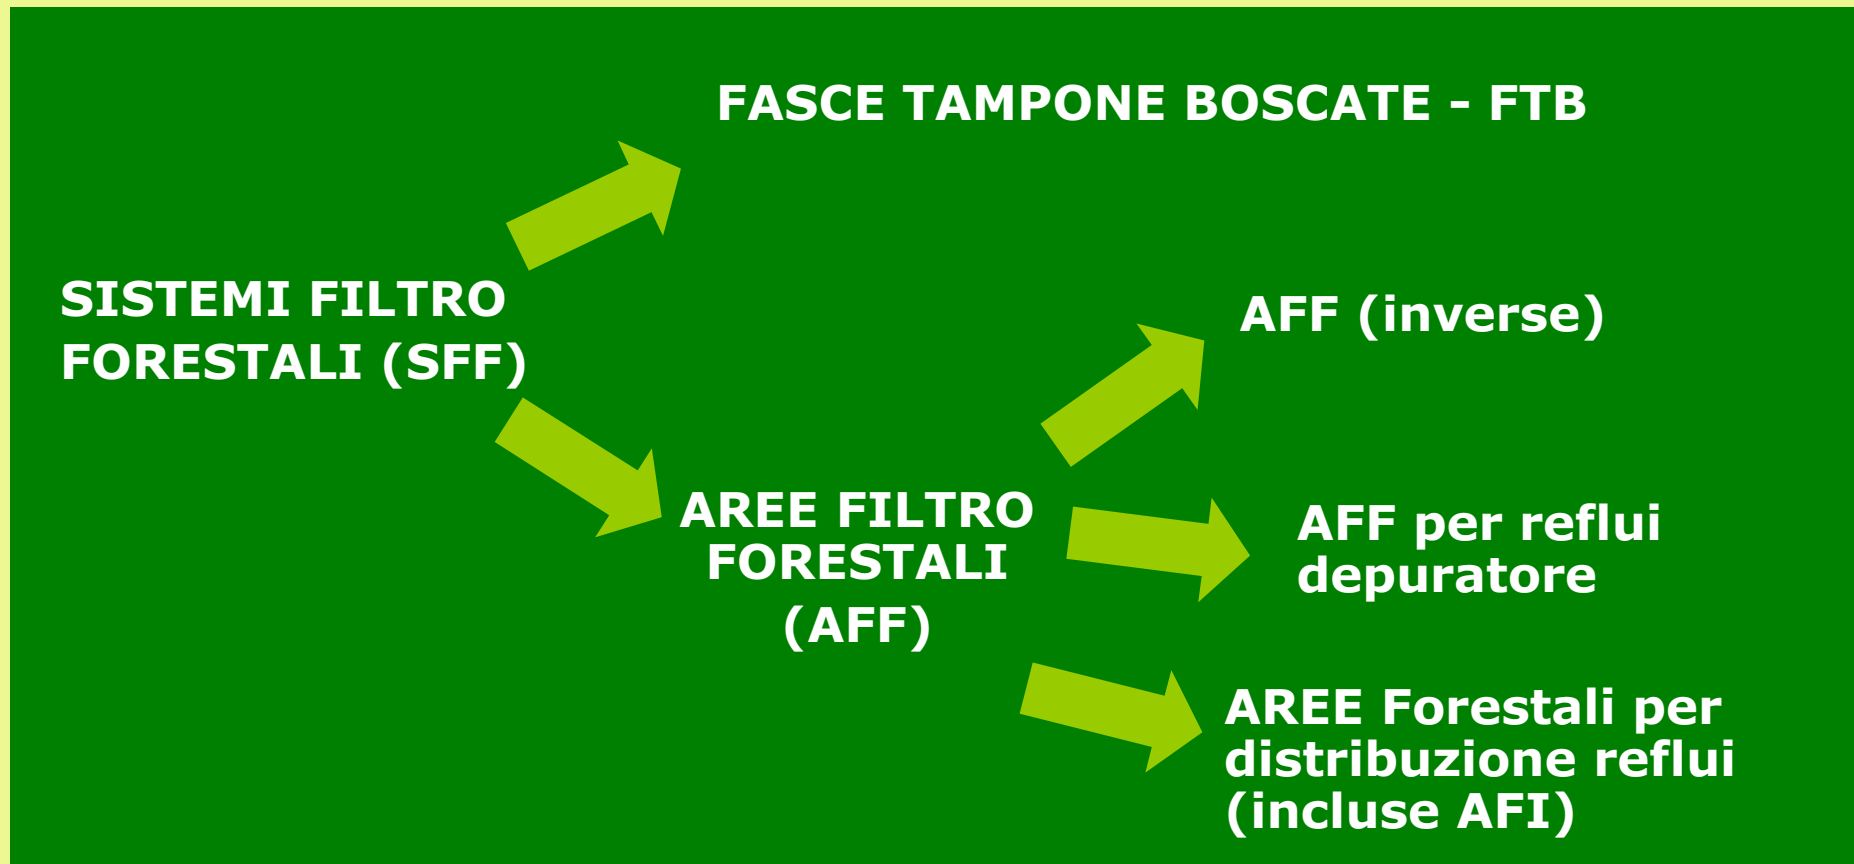 FASCE TAMPONE BOSCATE – FTB
SISTEMI FILTRO
FORESTALI (SFF)
AFF (inverse)
AREE FILTRO
FORESTALI
(AFF)
AFF per reflui
depuratore
AREE Forestali per
distribuzione reflui
(incluse AFI)